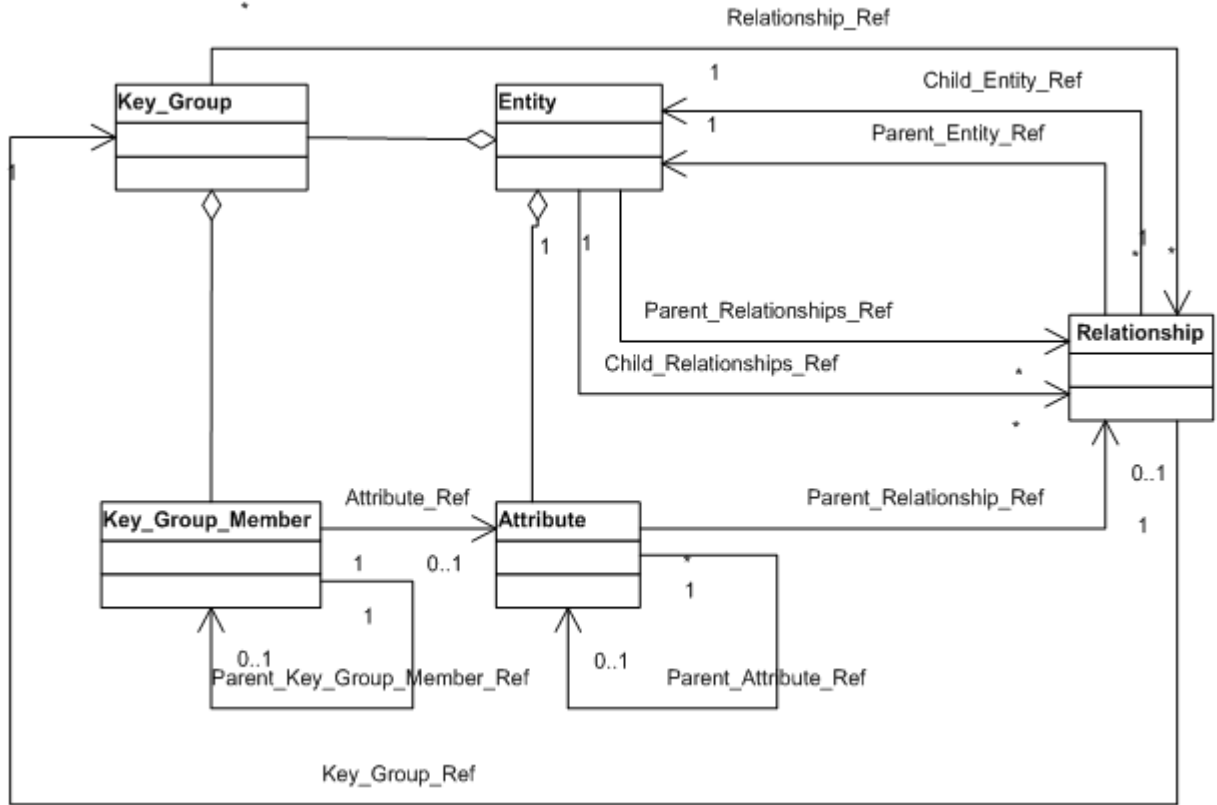 *
Relationship_Ref
1
Child_Entity_Ref
Key_Group
Entity
1
Parent_Entity_Ref
1
1
1
*
1
*
Parent_Relationships_Ref
Relationship
Child_Relationships_Ref
*
*
0..1
Attribute_Ref
Parent_Relationship_Ref
Key_Group_Member
Attribute
1
1
0..1
*
1
1
0..1
0..1
Parent_Key_Group_Member_Ref
Parent_Attribute_Ref
Key_Group_Ref